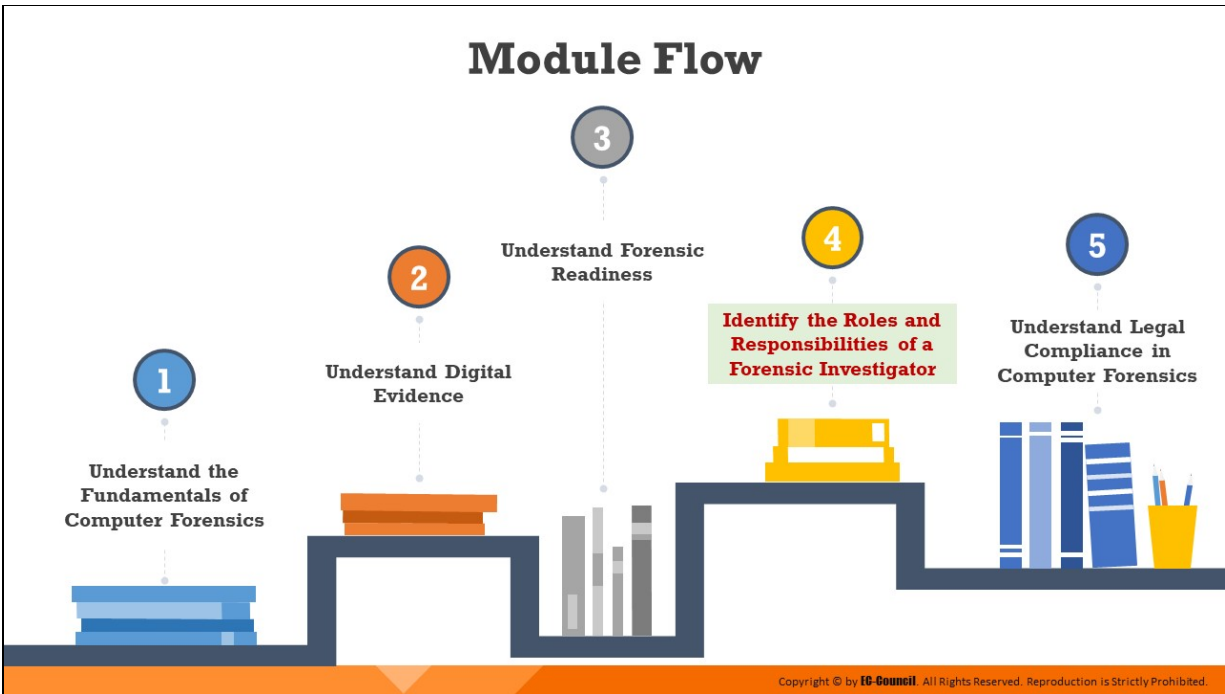 Module Flow
1
Understand the
Fundamentals of
Computer Forensics
2
Understand Digital
Evidence
3
Understand Forensic
Readiness
4
Identify the Roles and
Responsibilities of a
Forensic Investigator
5
Understand Legal
Compliance in
Computer Forensics
Copyright © by EC-Council. All Rights Reserved. Reproduction is Strictly Prohibited.